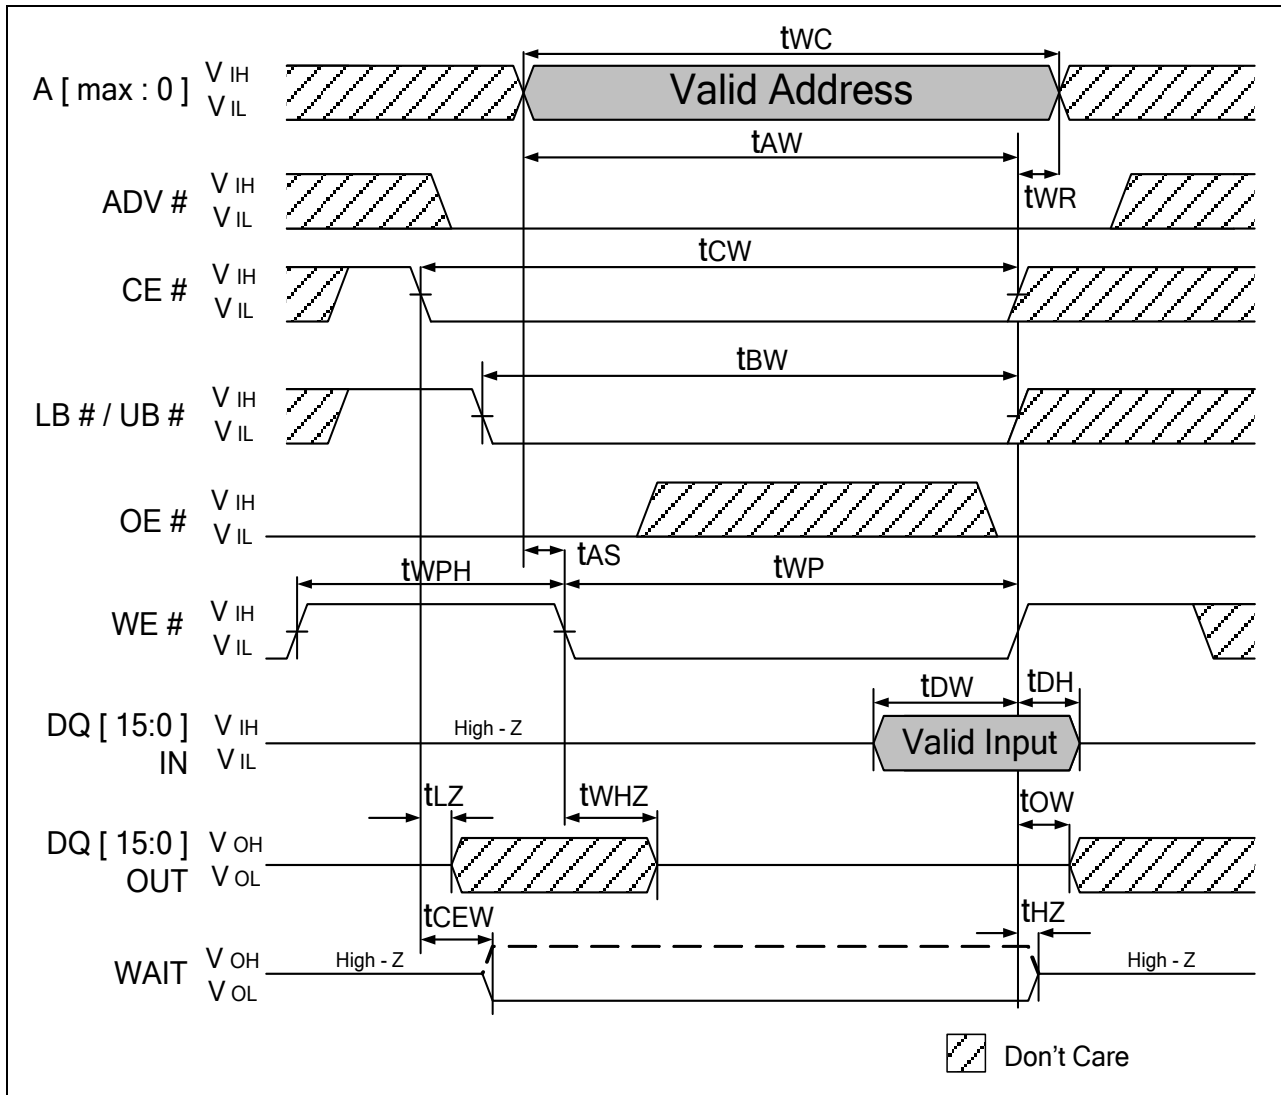 tWC
A [ max : 0 ]
V IH
V IL
Valid Address
tAW
tWR
ADV #
V IH
V IL
tCW
CE #
V IH
V IL
tBW
LB # / UB #
V IH
V IL
OE #
V IH
V IL
tAS
tWPH
tWP
WE #
V IH
V IL
tDW
tDH
DQ [ 15:0 ]
IN
V IH
V IL
High - Z
Valid Input
tLZ
tWHZ
tOW
DQ [ 15:0 ]
OUT
V OH
V OL
tCEW
tHZ
WAIT
V OH
V OL
High - Z
High - Z
Don't Care